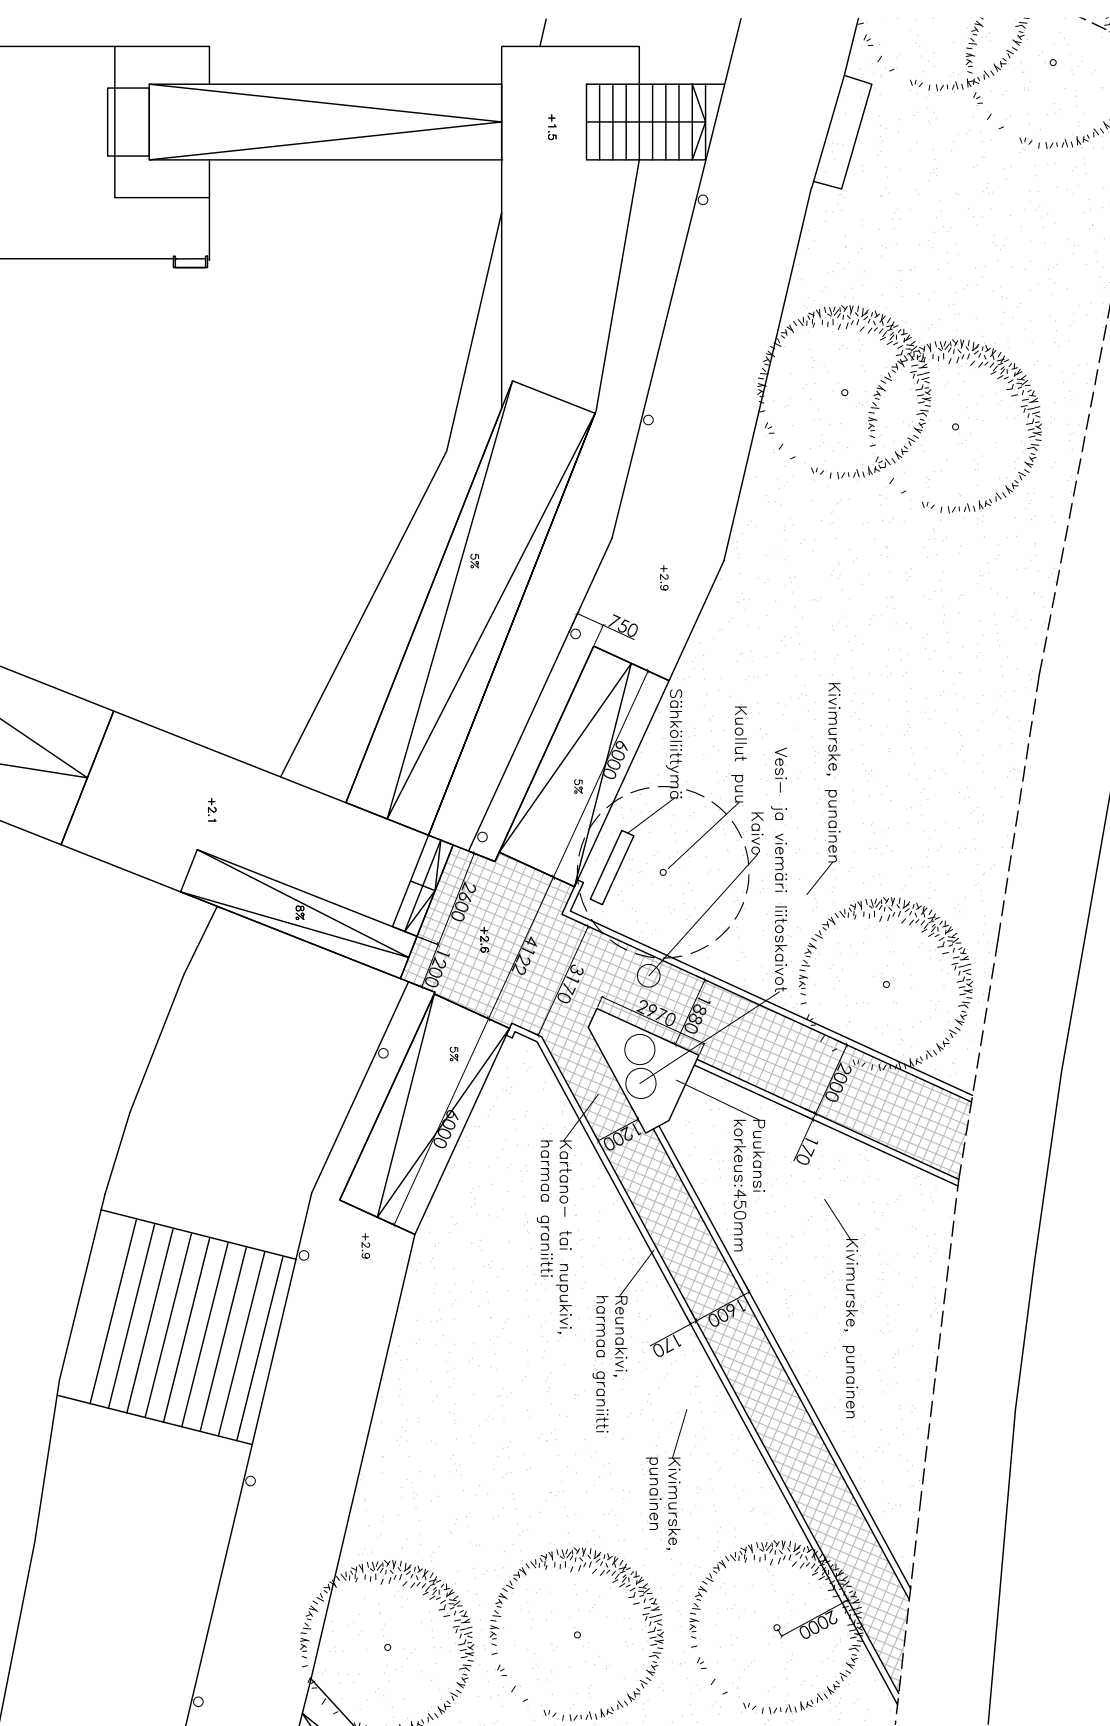 +1.5
5%
+2.9
750
6000
5%
Sähköliittymä
Kuollut puu
Kaivo
Vesi- ja viemäri liitoskaivot
Kivimurske, punainen
+2.1
8%
2600
+2.6
1200
4122
3170
2970
1880
2000
170
5%
6000
+2.9
1200
Puukansi
korkeus:450mm
Kartano- tai nupukivi,
harmaa graniitti
Reunakivi,
harmaa graniitti
Kivimurske, punainen
1600
170
Kivimurske,
punainen
2000